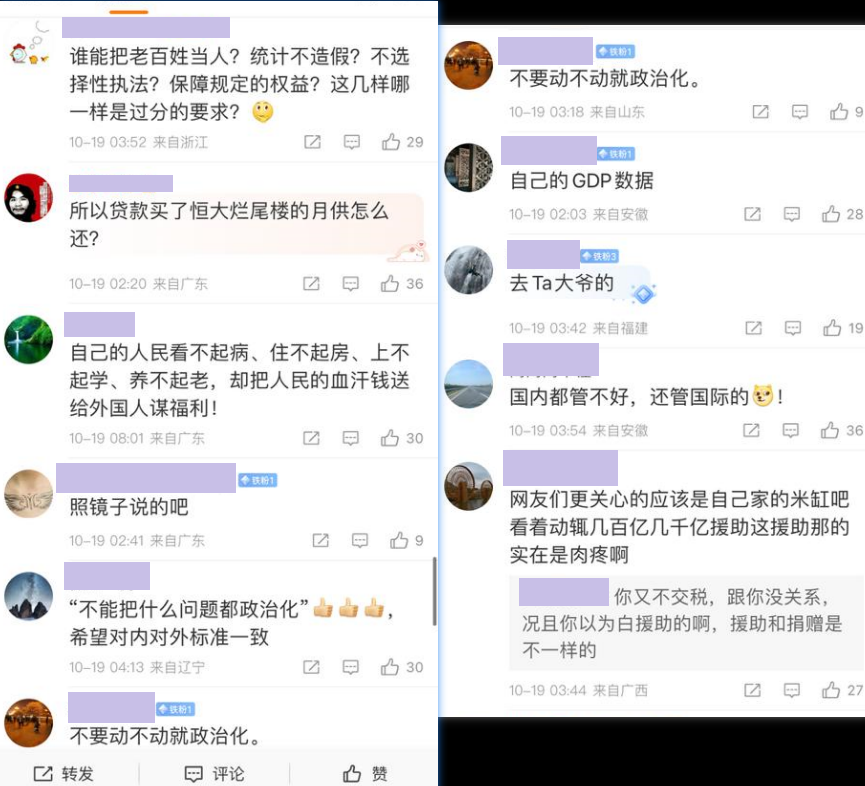 谁能把老百姓当人？统计不造假？不选
择性执法？保障规定的权益？这几样哪
一样是过分的要求？
10-19 03:52 来自浙江
29
所以贷款买了恒大烂尾楼的月供怎么
还？
10-19 02:20 来自广东
36
自己的人民看不起病、住不起房、上不
起学、养不起老，却把人民的血汗钱送
给外国人谋福利！
10-19 08:01 来自广东
30
铁粉1
照镜子说的吧
10-19 02:41 来自广东
9
“不能把什么问题都政治化”，
希望对内对外标准一致
10-19 04:13 来自辽宁
30
铁粉1
不要动不动就政治化。
转发 评论 赞
铁粉1
不要动不动就政治化。
10-19 03:18 来自山东
9
铁粉1
自己的GDP数据
10-19 02:03 来自安徽
28
铁粉3
去Ta大爷的
10-19 03:42 来自福建
19
国内都管不好，还管国际的！
10-19 03:54 来自安徽
36
网友们更关心的应该是自己家的米缸吧
看着动辄几百亿几千亿援助这援助那的
实在是肉疼啊
你又不交税，跟你没关系，
况且你以为白援助的啊，援助和捐赠是
不一样的
10-19 03:44 来自广西
27